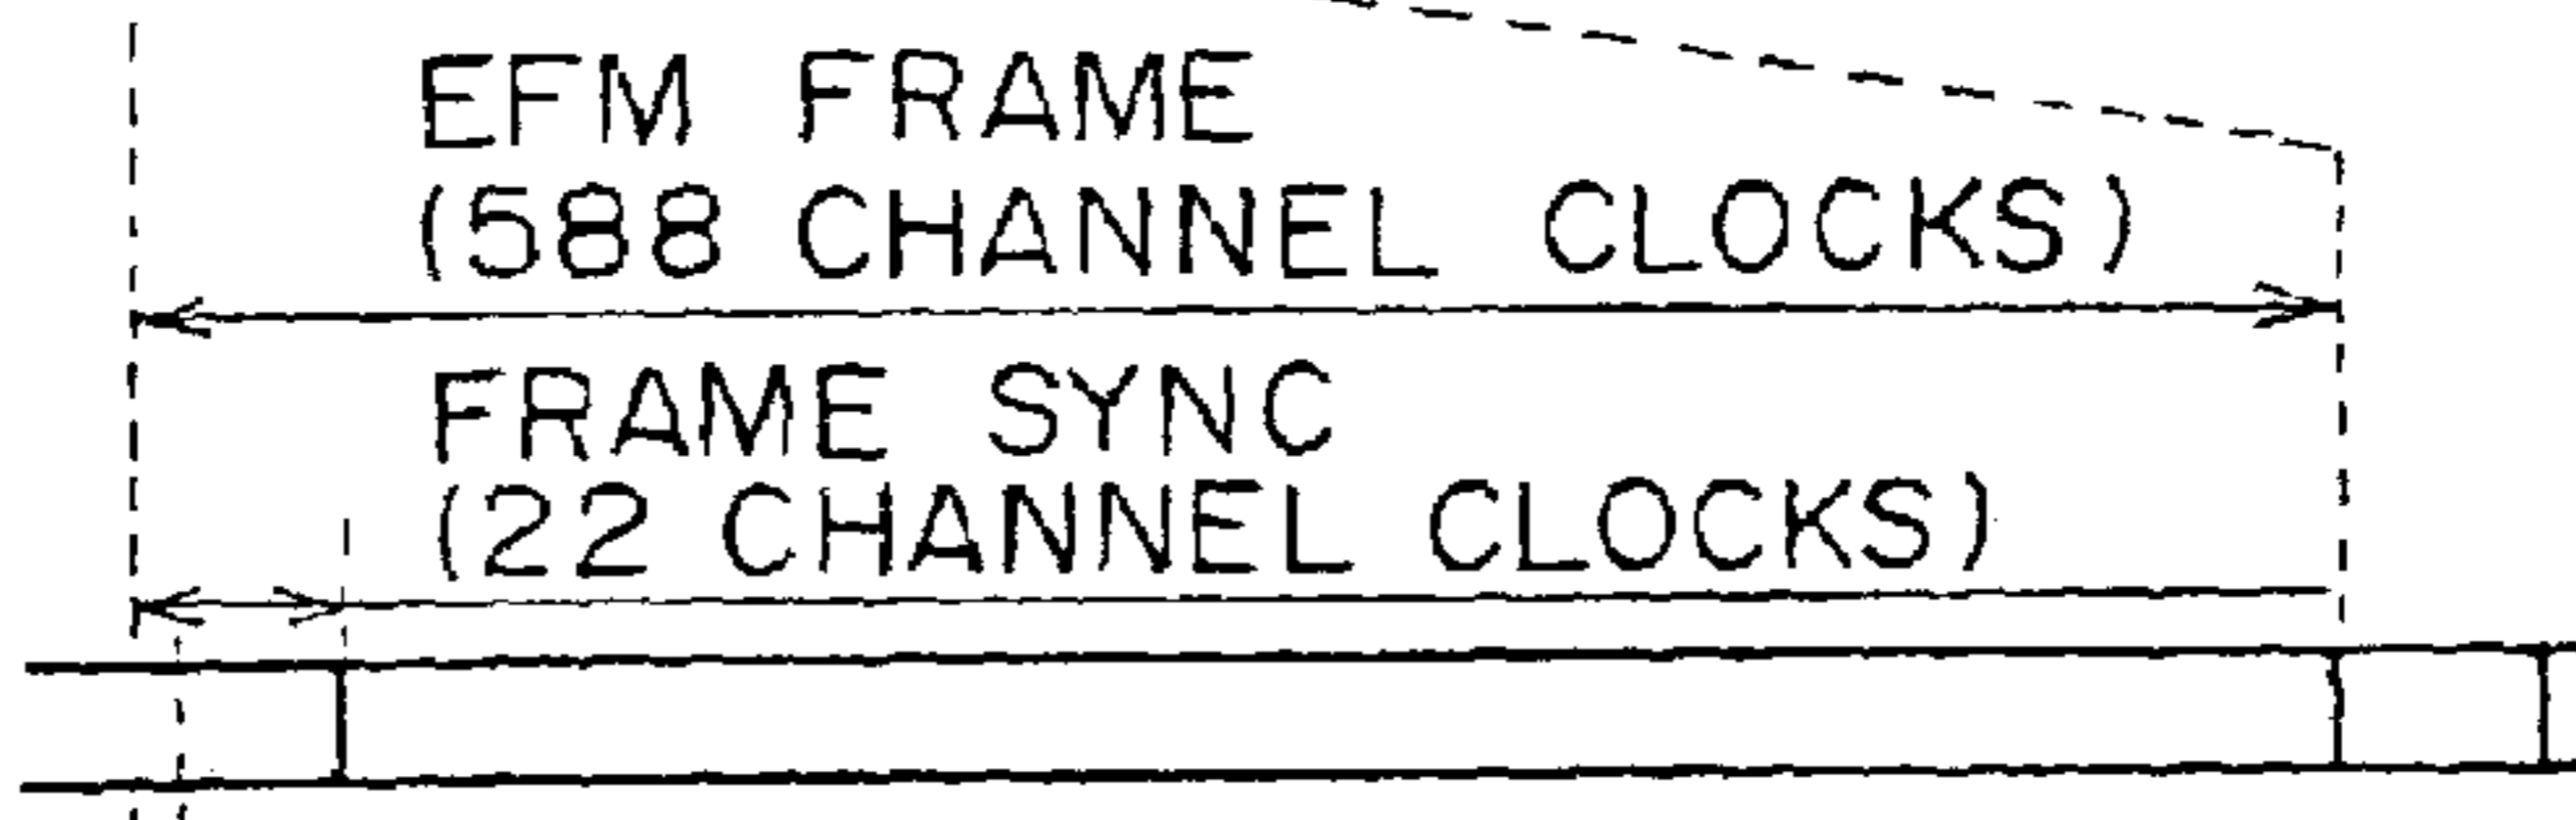 EFM FRAME
(588 CHANNEL CLOCKS)
FRAME SYNC
(22 CHANNEL CLOCKS)